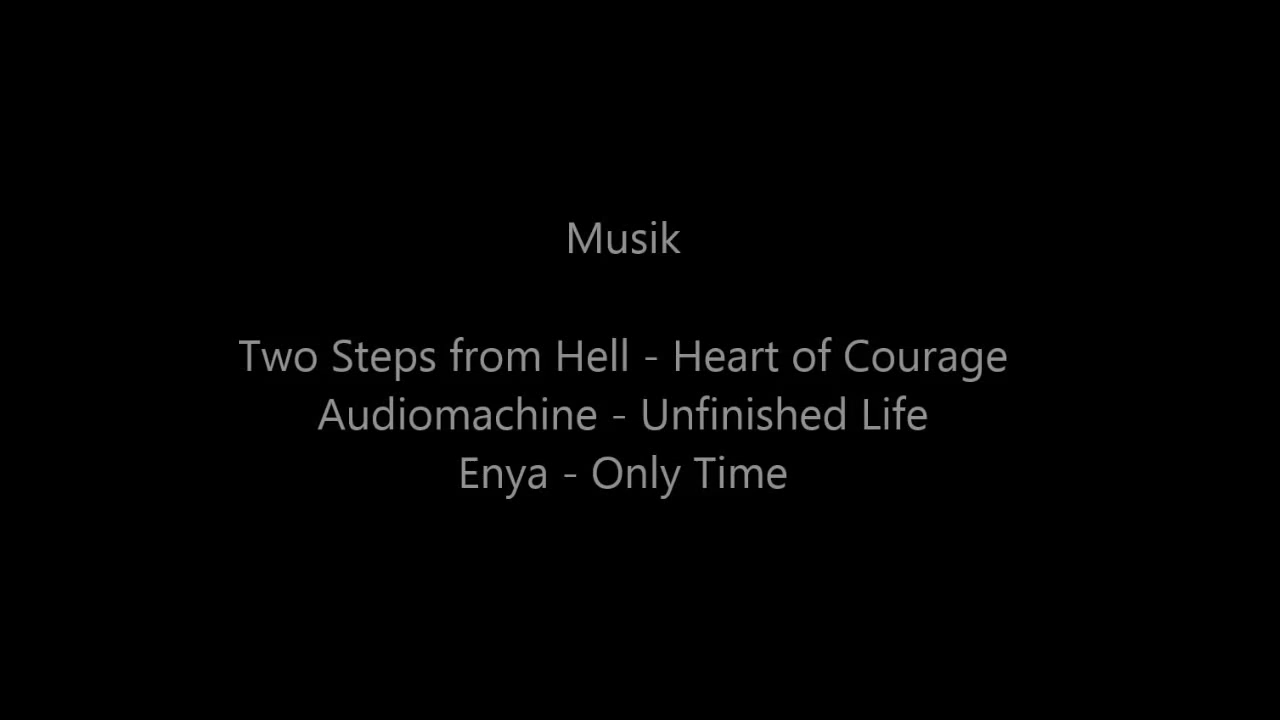 Musik
Two Steps from Hell - Heart of Courage
Audiomachine - Unfinished Life
Enya - Only Time